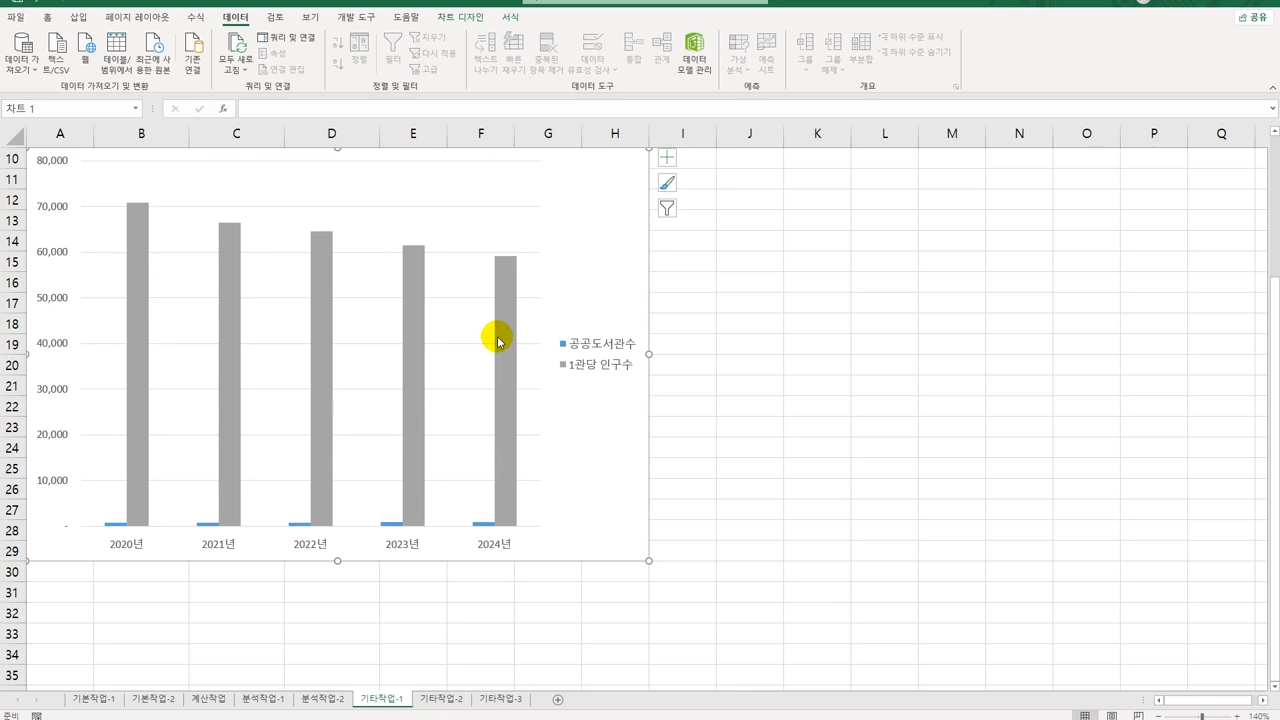 파일 홈 삽입 페이지 레이아웃 수식 데이터 검토 보기 개발 도구 도움말 차트 디자인 서식 공유
데이터 가져오기 텍스트/CSV 웹 테이블/범위에서 최근에 사용한 원본 기존 연결 모두 새로 고침 쿼리 및 연결 속성 연결 편집 정렬 필터 지우기 다시 적용 고급 텍스트 나누기 빠른 채우기 중복된 항목 제거 데이터 유효성 검사 통합 관계 데이터 모델 관리 가상 분석 예측 시트 그룹 그룹 해제 부분합 하위 수준 표시 하위 수준 숨기기
데이터 가져오기 및 변환 쿼리 및 연결 정렬 및 필터 데이터 도구 예측 개요
차트 1 fx
A B C D E F G H I J K L M N O P Q
10 80,000
11
12 70,000
13
14 60,000
15
16
17 50,000
18
19 40,000 공공도서관수
20 1관당 인구수
21 30,000
22
23 20,000
24
25 10,000
26
27
28 -
29 2020년 2021년 2022년 2023년 2024년
30
31
32
33
34
35
기본작업-1 기본작업-2 계산작업 분석작업-1 분석작업-2 기타작업-1 기타작업-2 기타작업-3
준비 140%